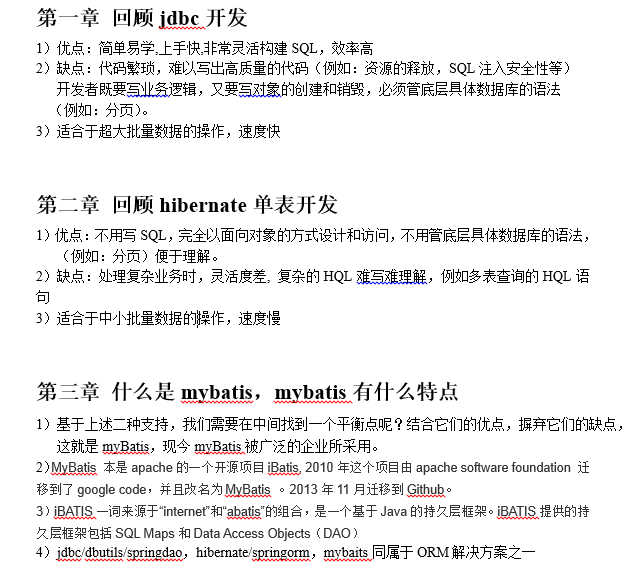 第一章 回顾 jdbc 开发
1）优点：简单易学,上手快,非常灵活构建 SQL，效率高
2）缺点：代码繁琐，难以写出高质量的代码（例如：资源的释放，SQL 注入安全性等）
开发者既要写业务逻辑，又要写对象的创建和销毁，必须管底层具体数据库的语法
（例如：分页）。
3）适合于超大批量数据的操作，速度快
第二章 回顾 hibernate 单表开发
1）优点：不用写 SQL，完全以面向对象的方式设计和访问，不用管底层具体数据库的语法，
（例如：分页）便于理解。
2）缺点：处理复杂业务时，灵活度差, 复杂的 HQL 难写难理解，例如多表查询的 HQL 语
句
3）适合于中小批量数据的操作，速度慢
第三章 什么是 mybatis，mybatis 有什么特点
1）基于上述二种支持，我们需要在中间找到一个平衡点呢？结合它们的优点，摒弃它们的缺点，
这就是 myBatis，现今 myBatis 被广泛的企业所采用。
2）MyBatis 本是 apache 的一个开源项目 iBatis, 2010 年这个项目由 apache software foundation 迁
移到了 google code，并且改名为 MyBatis 。2013 年 11 月迁移到 Github。
3）iBATIS 一词来源于“internet”和“abatis”的组合，是一个基于 Java 的持久层框架。iBATIS 提供的持
久层框架包括 SQL Maps 和 Data Access Objects（DAO）
4）jdbc/dbutils/springdao，hibernate/springorm，mybaits 同属于 ORM 解决方案之一